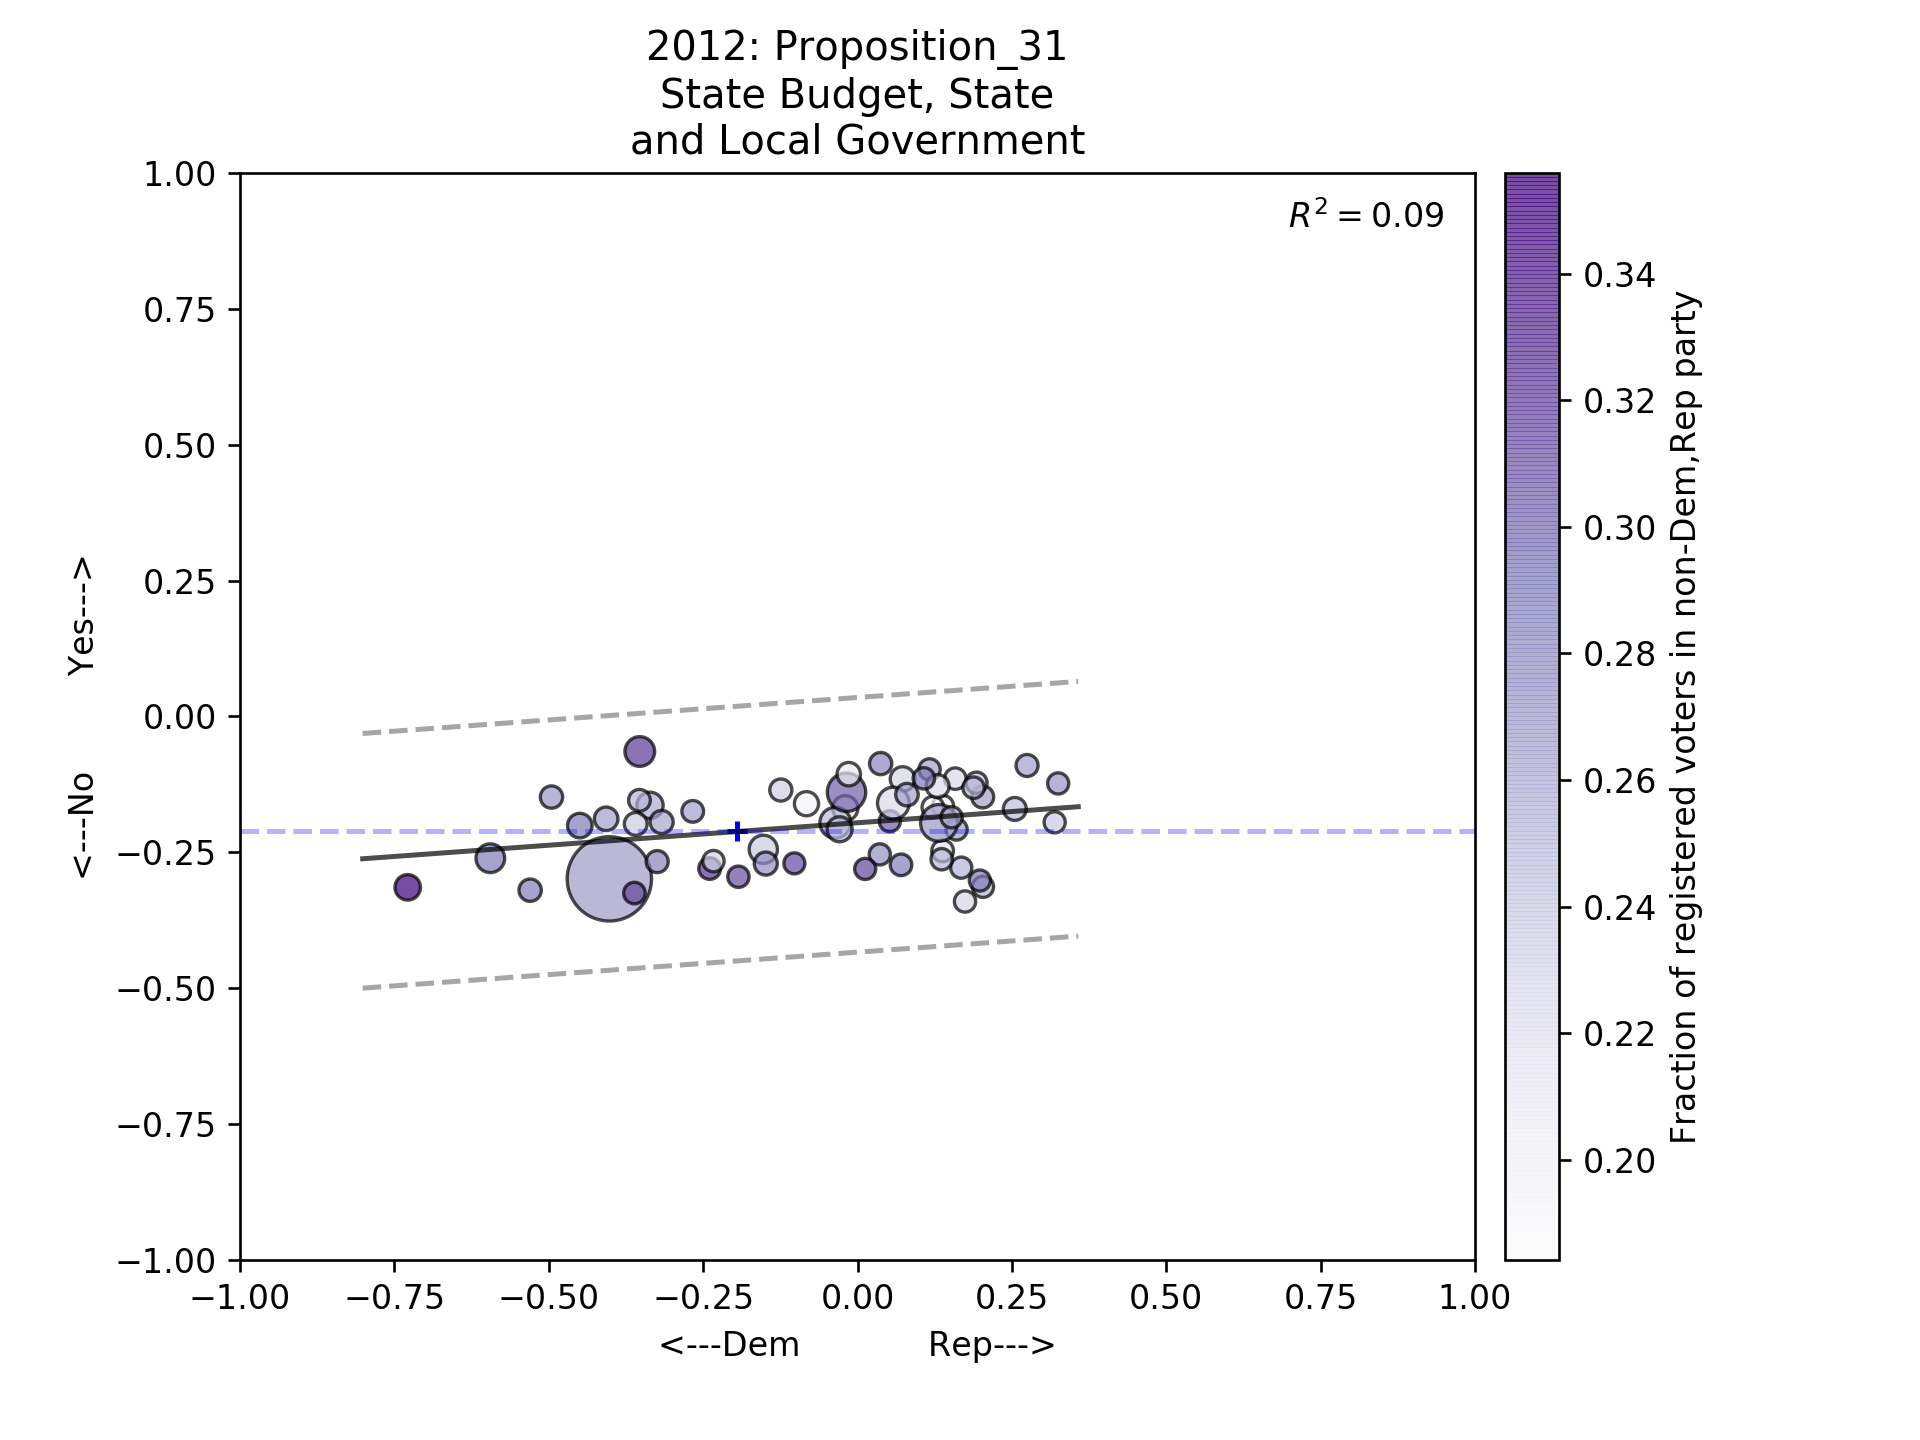 2012: Proposition_31
State Budget, State
and Local Government
R² = 0.09
1.00
0.75
0.50
0.25
0.00
−0.25
−0.50
−0.75
−1.00
<---No Yes--->
−1.00 −0.75 −0.50 −0.25 0.00 0.25 0.50 0.75 1.00
<---Dem Rep--->
0.34
0.32
0.30
0.28
0.26
0.24
0.22
0.20
Fraction of registered voters in non-Dem,Rep party